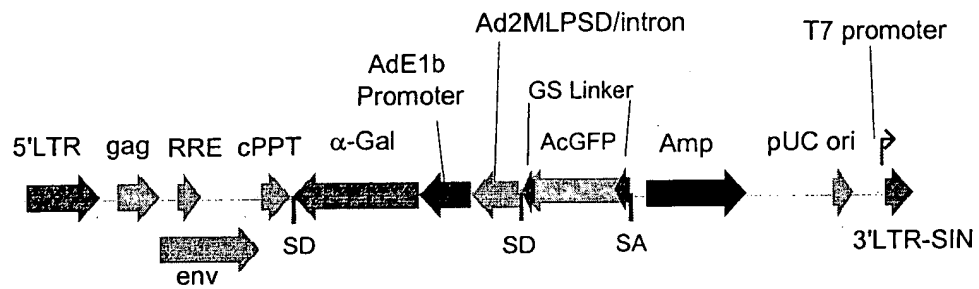 Ad2MLPSD/intron
T7 promoter
AdE1b
Promoter
GS Linker
5'LTR gag RRE cPPT α-Gal AcGFP Amp pUC ori
SD SD SA 3'LTR-SIN
env